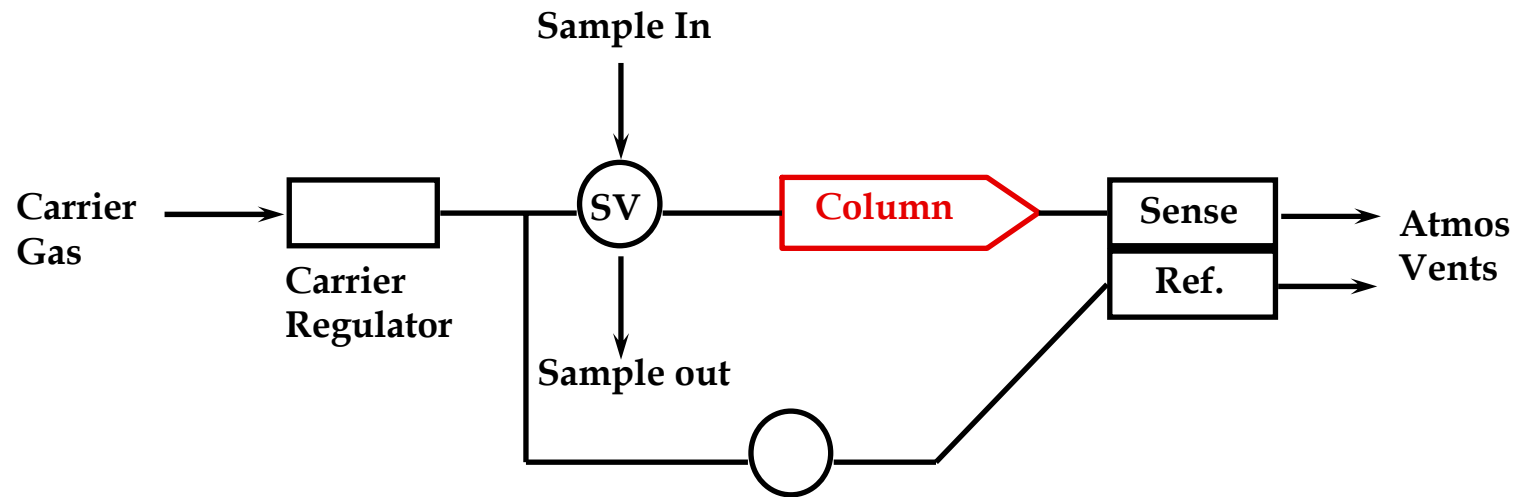 Sample In
SV
Column
Sense
Carrier
Gas
Atmos
Vents
Ref.
Carrier
Regulator
Sample out